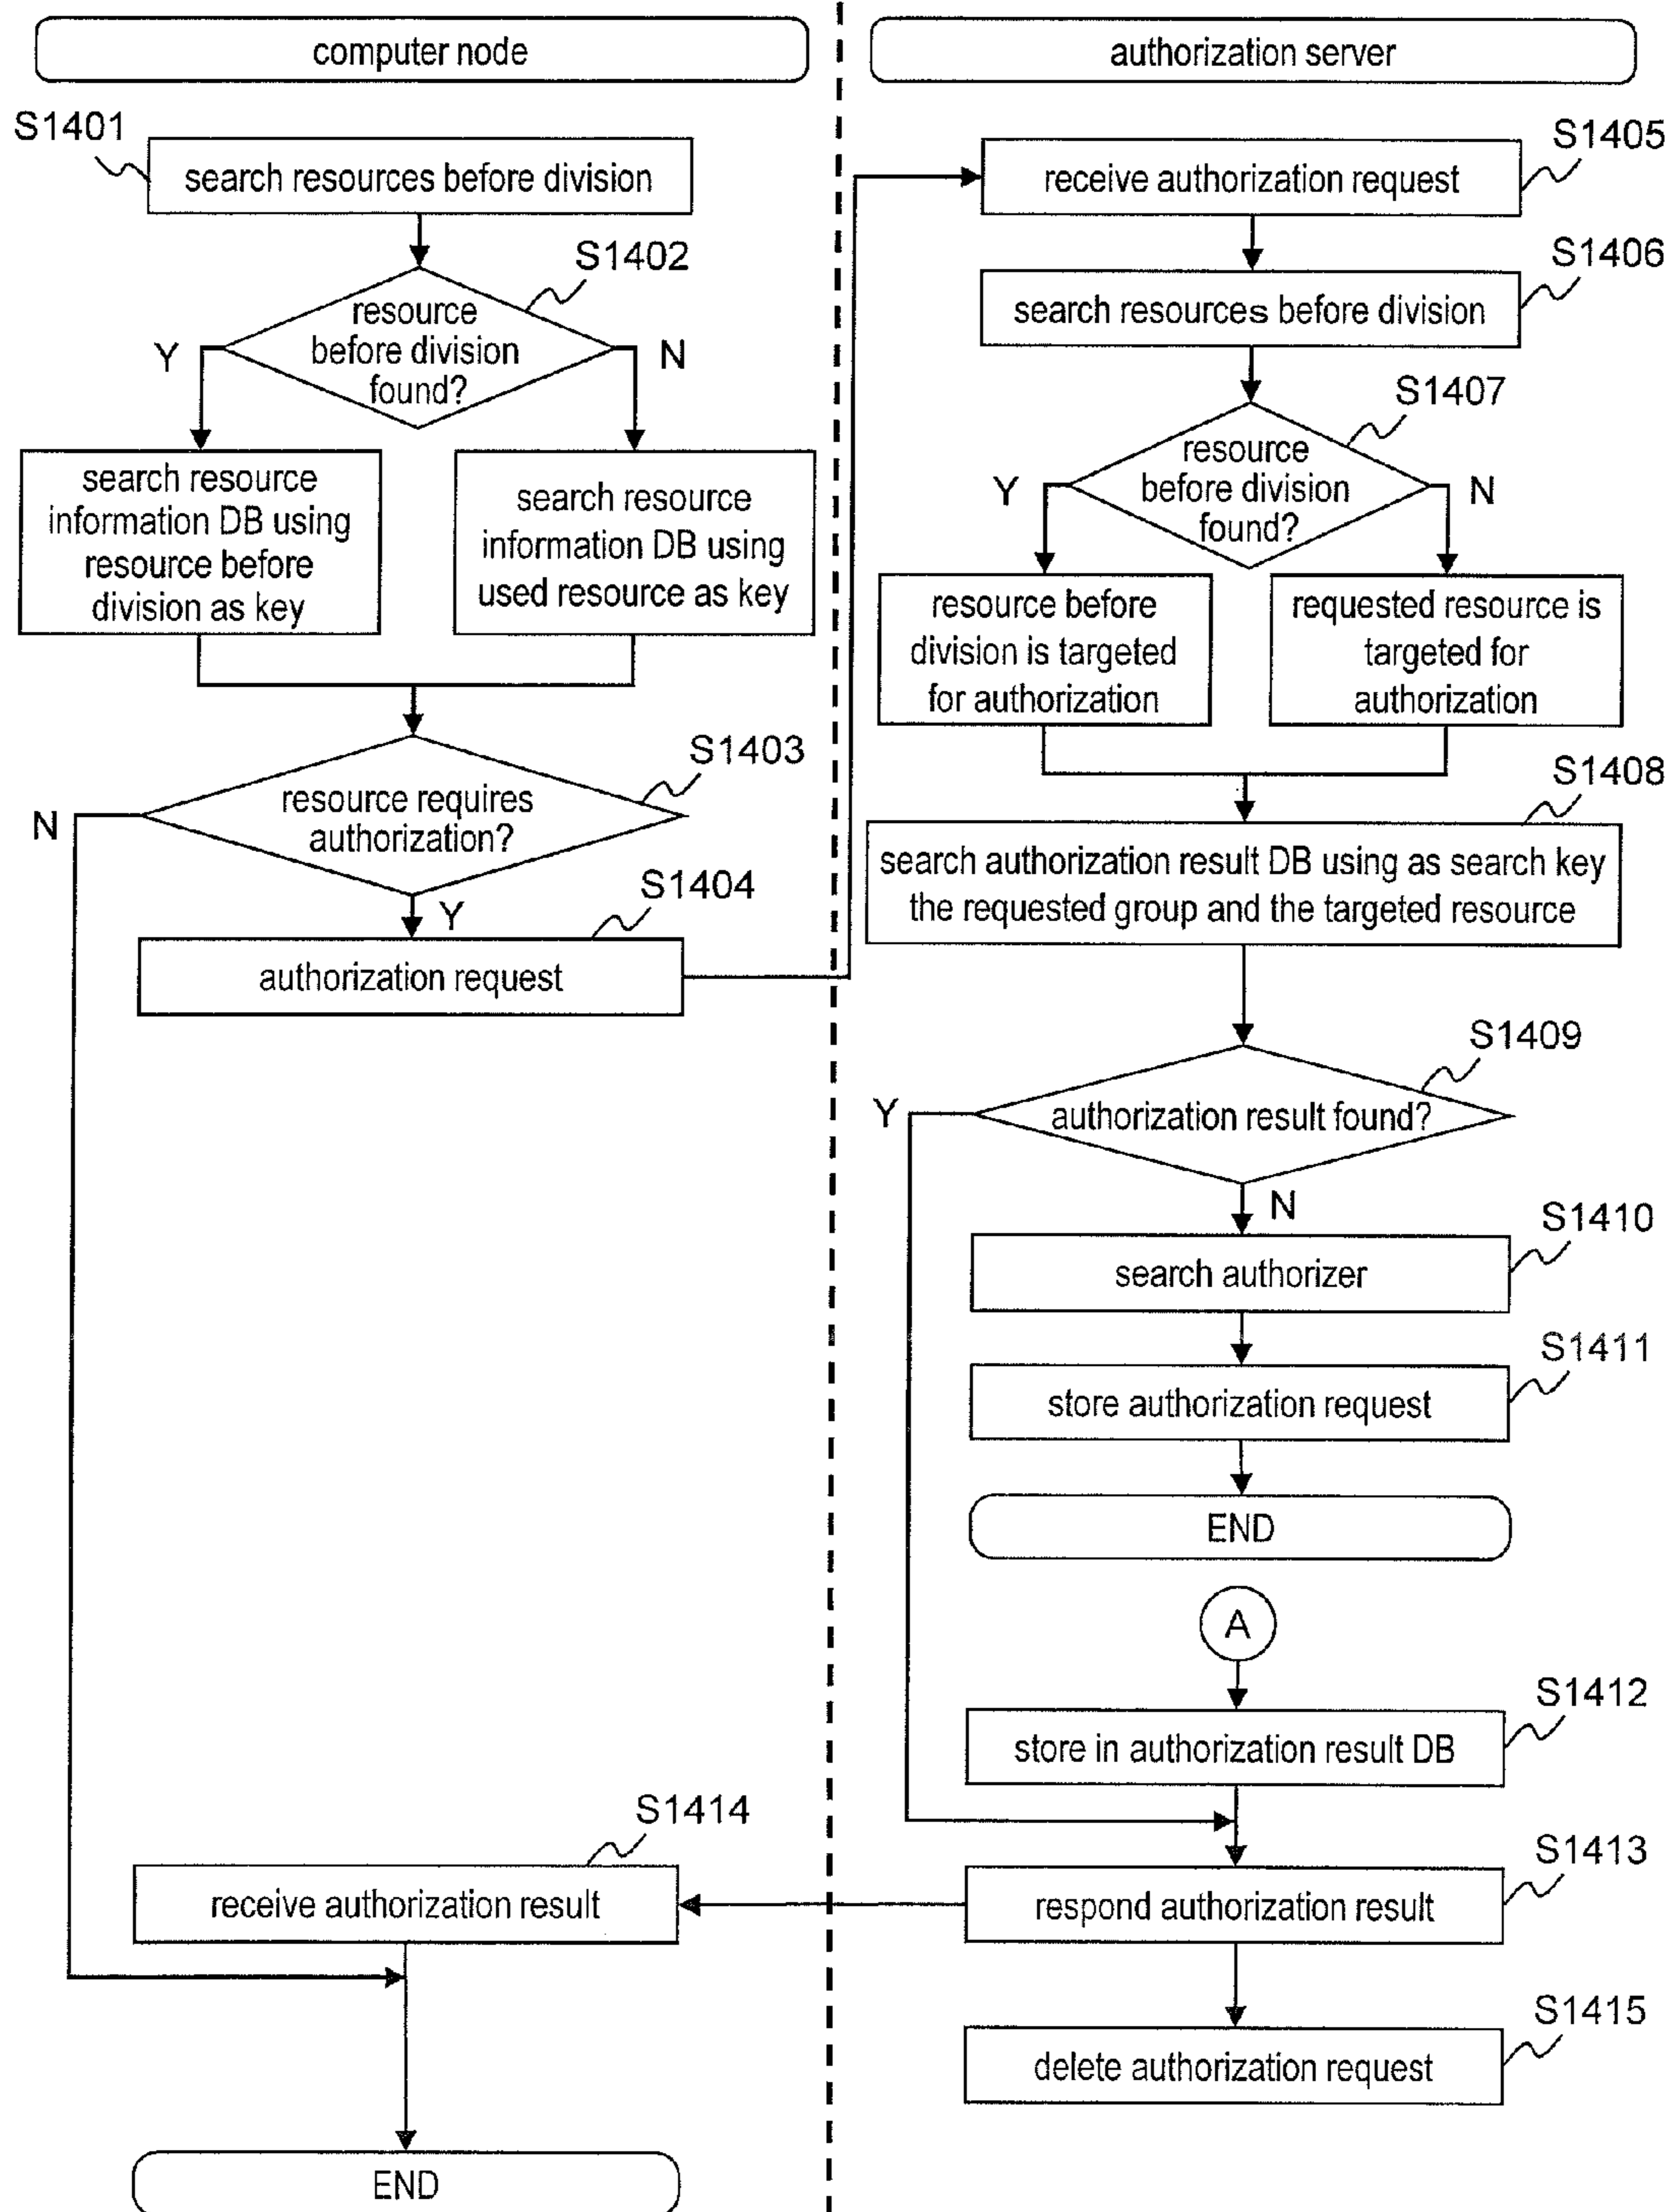 computer node
S1401
search resources before division
S1402
resource
before division
found?
Y
N
search resource
information DB using
resource before
division as key
search resource
information DB using
used resource as key
S1403
resource requires
authorization?
N
Y
S1404
authorization request
S1414
receive authorization result
END
authorization server
S1405
receive authorization request
S1406
search resources before division
S1407
resource
before division
found?
Y
N
resource before
division is targeted
for authorization
requested resource is
targeted for
authorization
S1408
search authorization result DB using as search key
the requested group and the targeted resource
S1409
authorization result found?
Y
N
S1410
search authorizer
S1411
store authorization request
END
A
S1412
store in authorization result DB
S1413
respond authorization result
S1415
delete authorization request